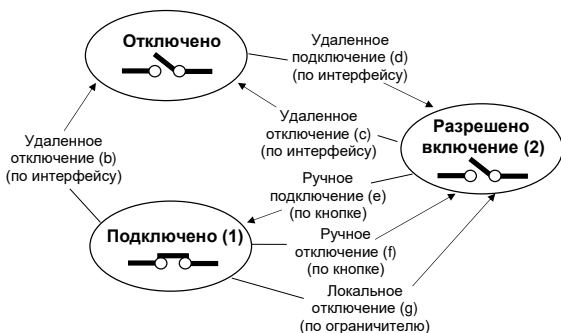 Отключено
Удаленное
подключение (d)
(по интерфейсу)
Удаленное
отключение (c)
(по интерфейсу)
Разрешено
включение (2)
Удаленное
отключение (b)
(по интерфейсу)
Ручное
подключение (e)
(по кнопке)
Подключено (1)
Ручное
отключение (f)
(по кнопке)
Локальное
отключение (g)
(по ограничителю)